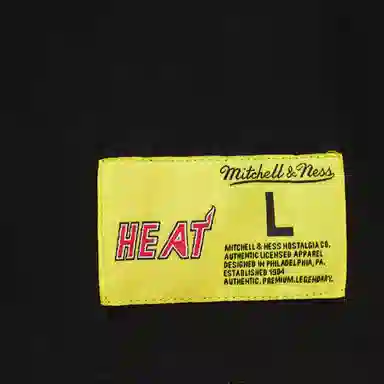 Mitchell & Ness
HEAT
L
MITCHELL & NESS NOSTALGIA CO.
AUTHENTIC LICENSED APPAREL
DESIGNED IN PHILADELPHIA, PA.
ESTABLISHED 1904
AUTHENTIC. PREMIUM. LEGENDARY.